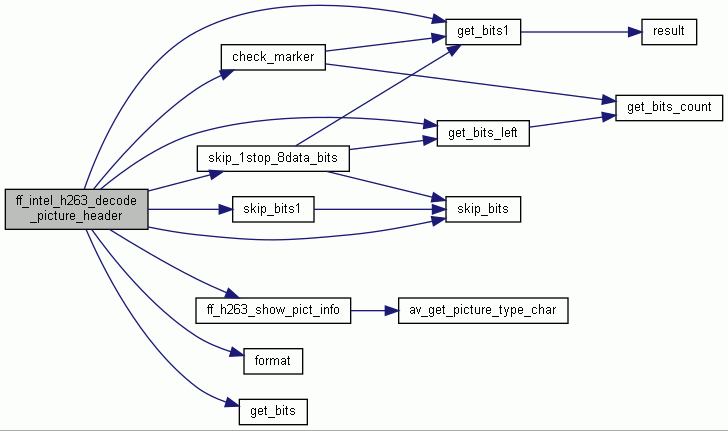 get_bits1
result
check_marker
get_bits_count
get_bits_left
skip_1stop_8data_bits
ff_intel_h263_decode
_picture_header
skip_bits1
skip_bits
ff_h263_show_pict_info
av_get_picture_type_char
format
get_bits